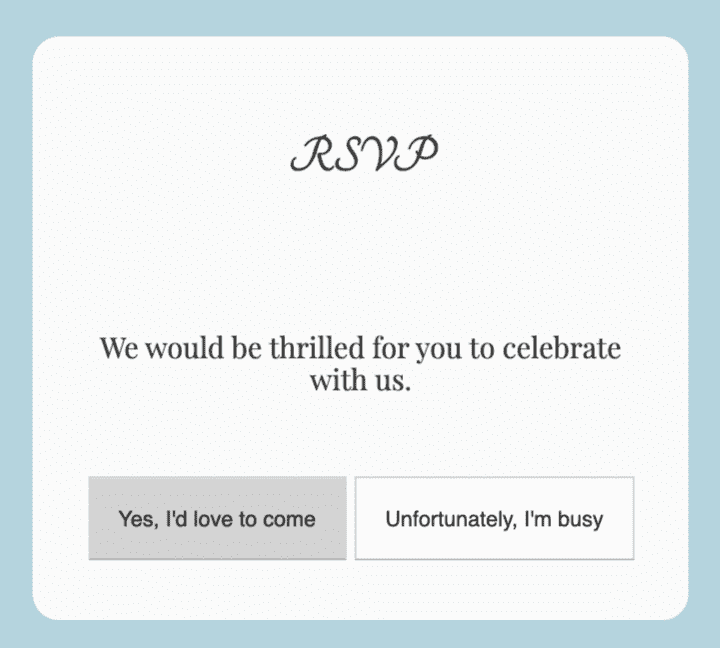 RSVP
We would be thrilled for you to celebrate
with us.
Yes, I'd love to come
Unfortunately, I'm busy